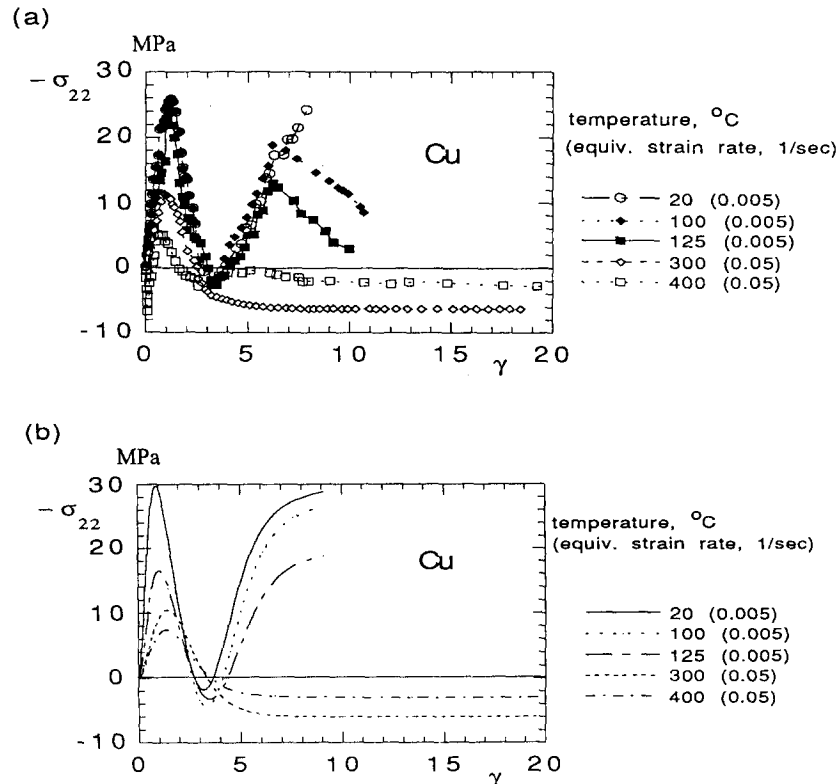 (a)
MPa
30
20
10
0
-10
− σ22
Cu
0
5
10
15
20
γ
temperature, °C
(equiv. strain rate, 1/sec)
20 (0.005)
100 (0.005)
125 (0.005)
300 (0.05)
400 (0.05)
(b)
MPa
30
20
10
0
-10
− σ22
Cu
0
5
10
15
20
γ
temperature, °C
(equiv. strain rate, 1/sec)
20 (0.005)
100 (0.005)
125 (0.005)
300 (0.05)
400 (0.05)